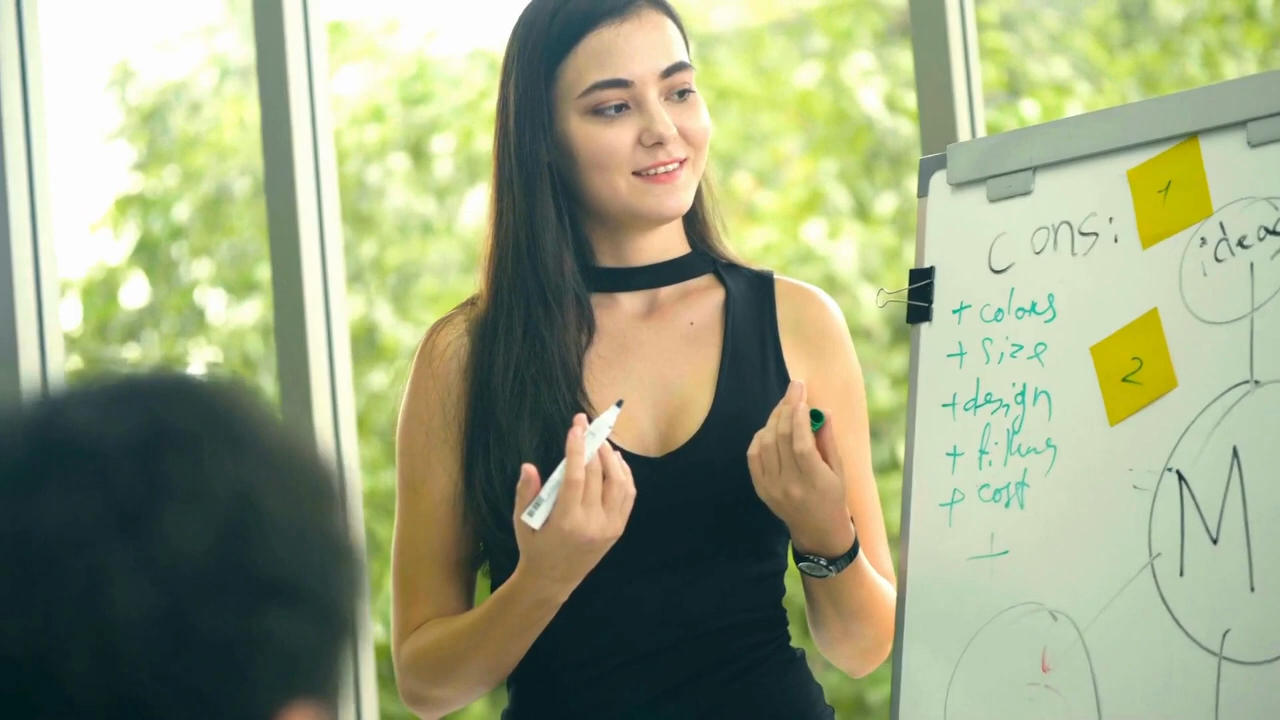 1
cons:
ideas
+ colors
+ size
2
+ design
+ filling
+ cost
+
M